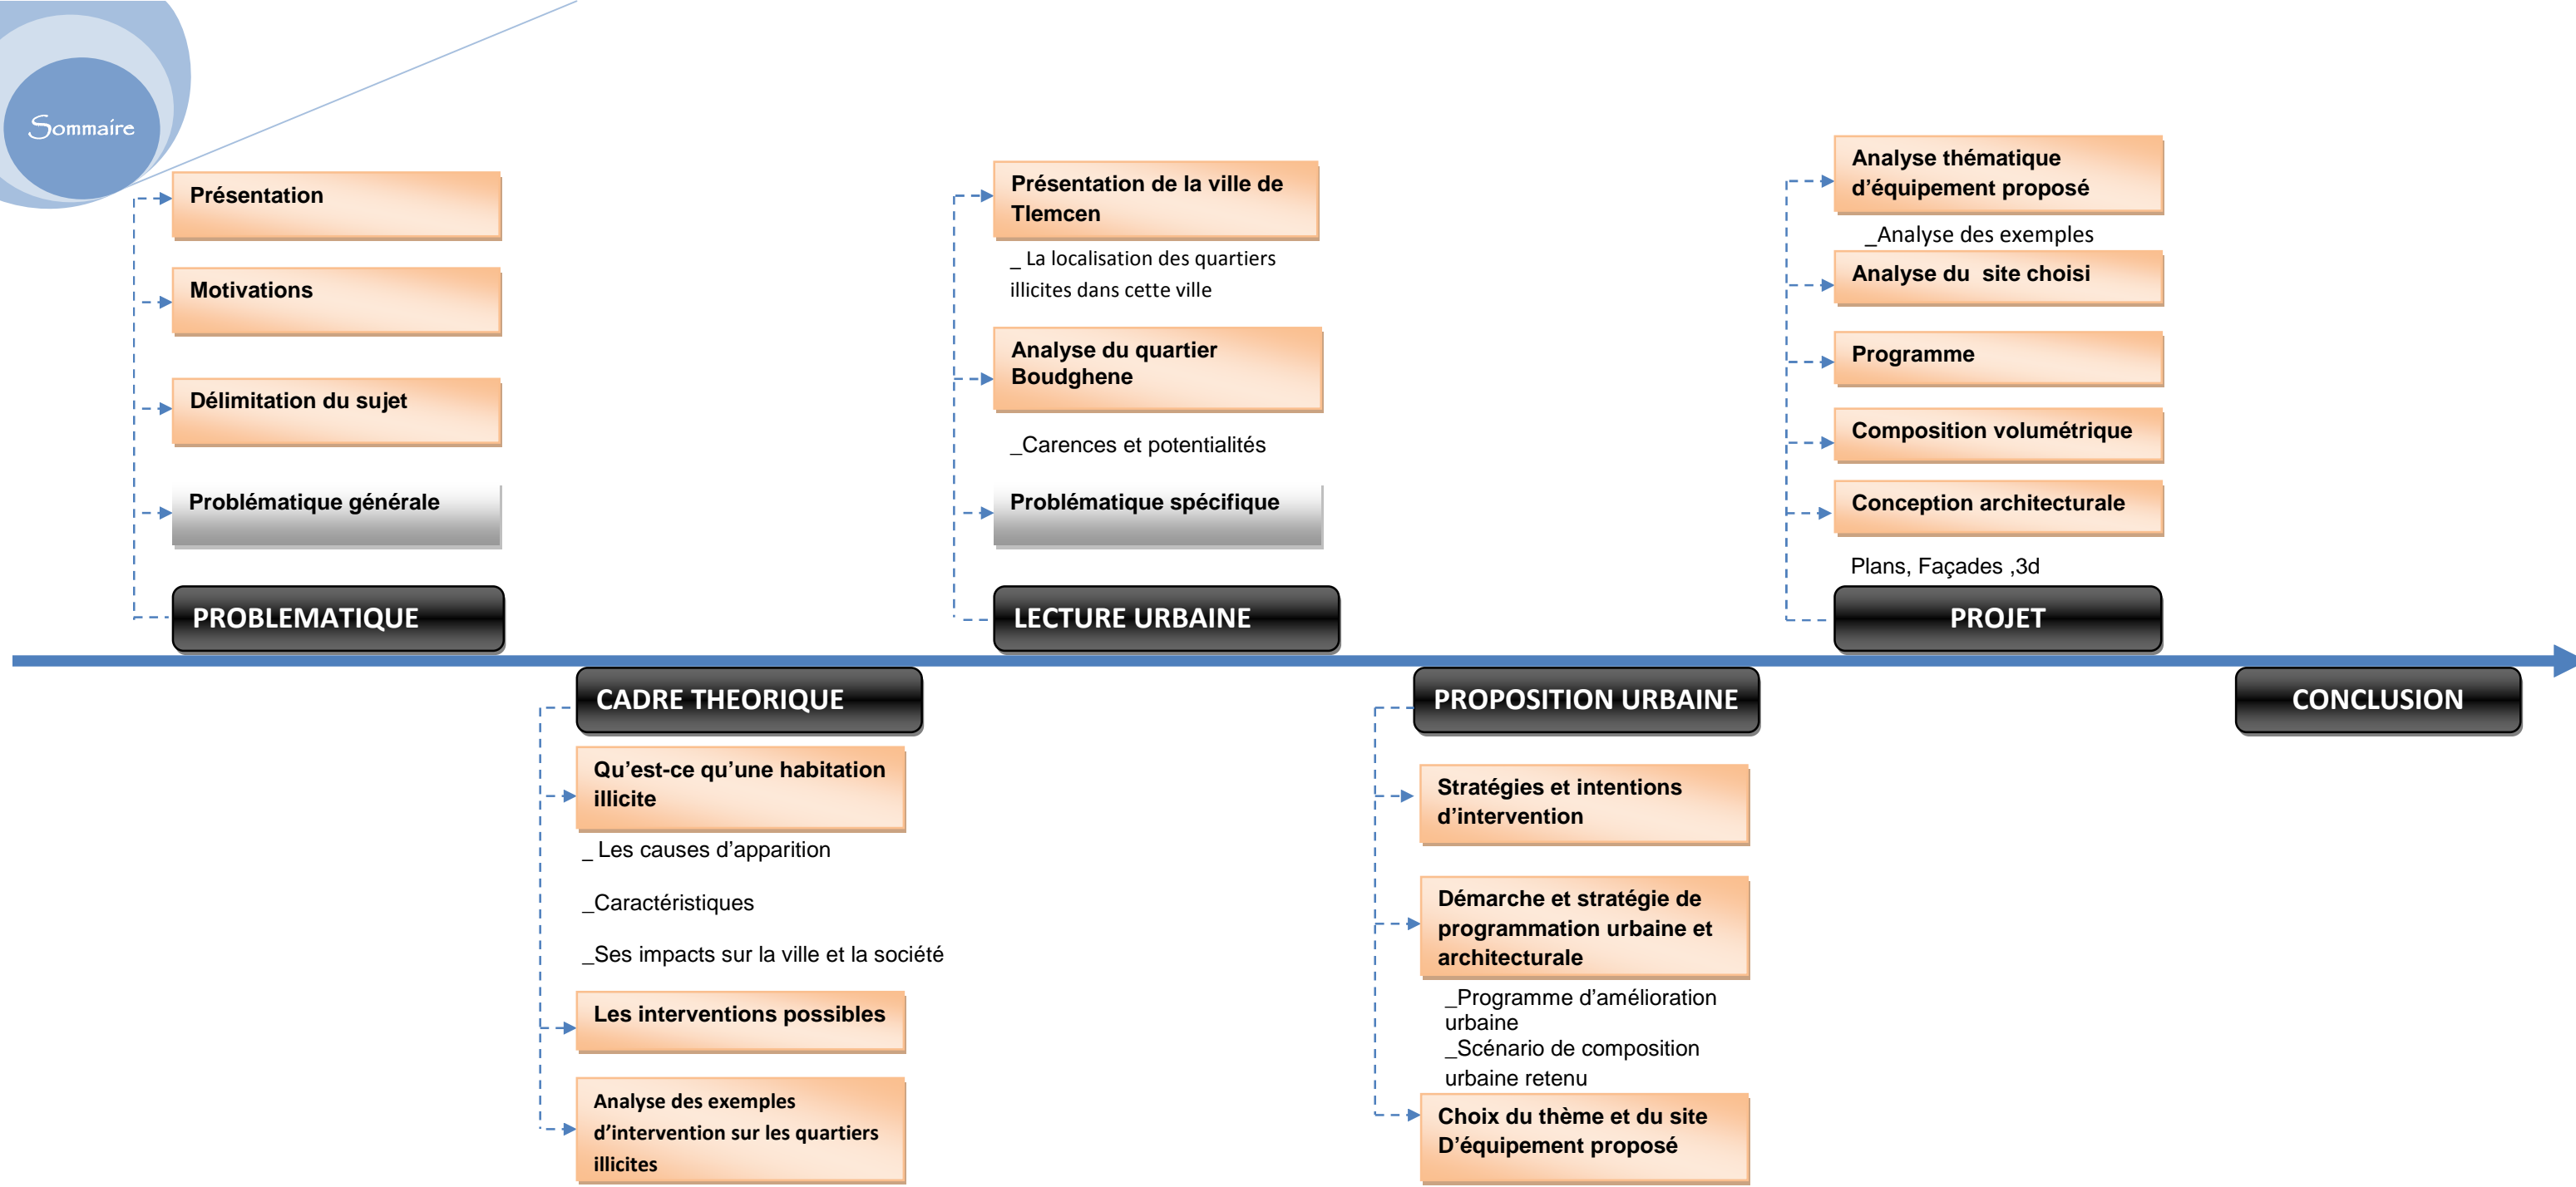 Sommaire
Présentation
Motivations
Délimitation du sujet
Problématique générale
PROBLEMATIQUE
CADRE THEORIQUE
Qu’est-ce qu’une habitation
illicite
_ Les causes d’apparition
_Caractéristiques
_Ses impacts sur la ville et la société
Les interventions possibles
Analyse des exemples
d’intervention sur les quartiers
illicites
Présentation de la ville de
Tlemcen
_ La localisation des quartiers
illicites dans cette ville
Analyse du quartier
Boudghene
_Carences et potentialités
Problématique spécifique
LECTURE URBAINE
PROPOSITION URBAINE
Stratégies et intentions
d’intervention
Démarche et stratégie de
programmation urbaine et
architecturale
_Programme d’amélioration
urbaine
_Scénario de composition
urbaine retenu
Choix du thème et du site
D’équipement proposé
Analyse thématique
d’équipement proposé
_Analyse des exemples
Analyse du  site choisi
Programme
Composition volumétrique
Conception architecturale
Plans, Façades ,3d
PROJET
CONCLUSION